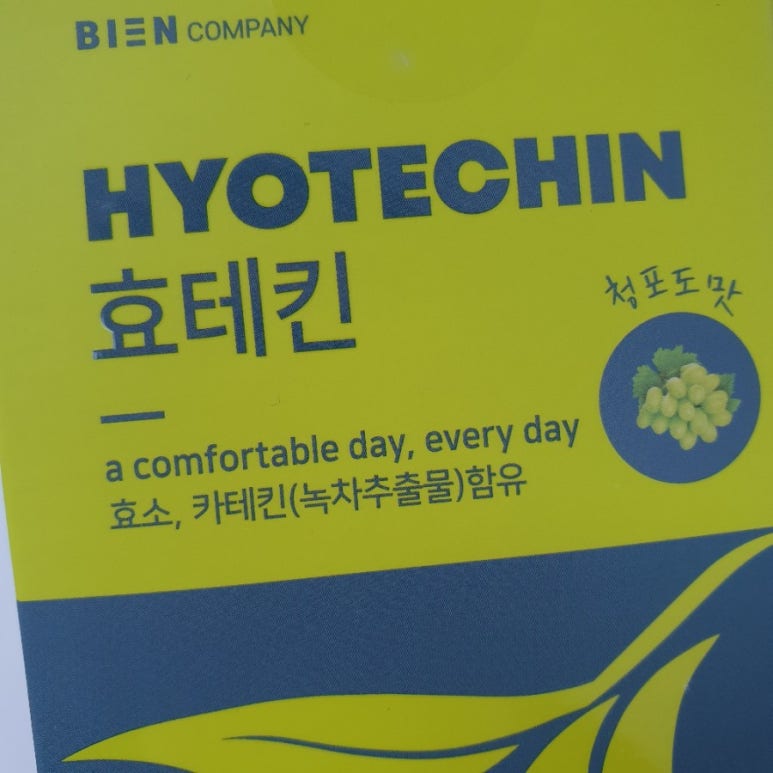 BIEN COMPANY
HYOTECHIN
효테킨
청포도맛
a comfortable day, every day
효소, 카테킨(녹차추출물)함유